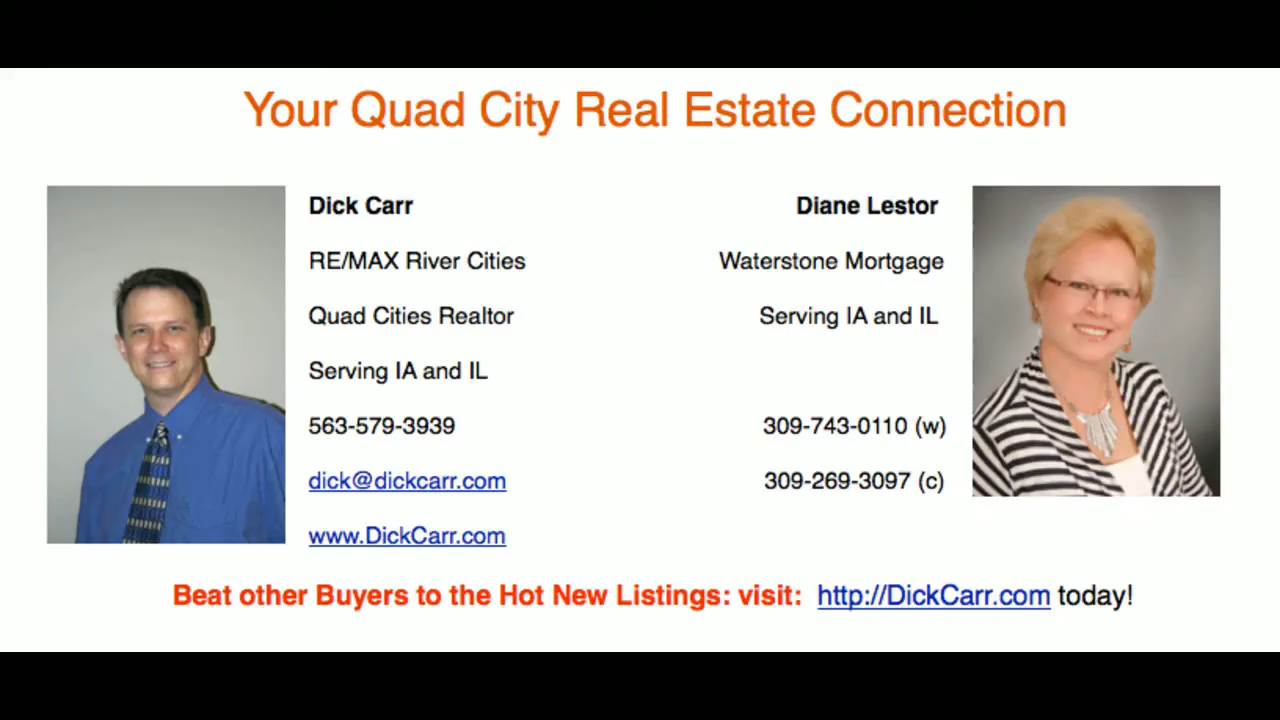 Your Quad City Real Estate Connection
Dick Carr
RE/MAX River Cities
Quad Cities Realtor
Serving IA and IL
563-579-3939
dick@dickcarr.com
www.DickCarr.com
Diane Lestor
Waterstone Mortgage
Serving IA and IL
309-743-0110 (w)
309-269-3097 (c)
Beat other Buyers to the Hot New Listings: visit: http://DickCarr.com today!